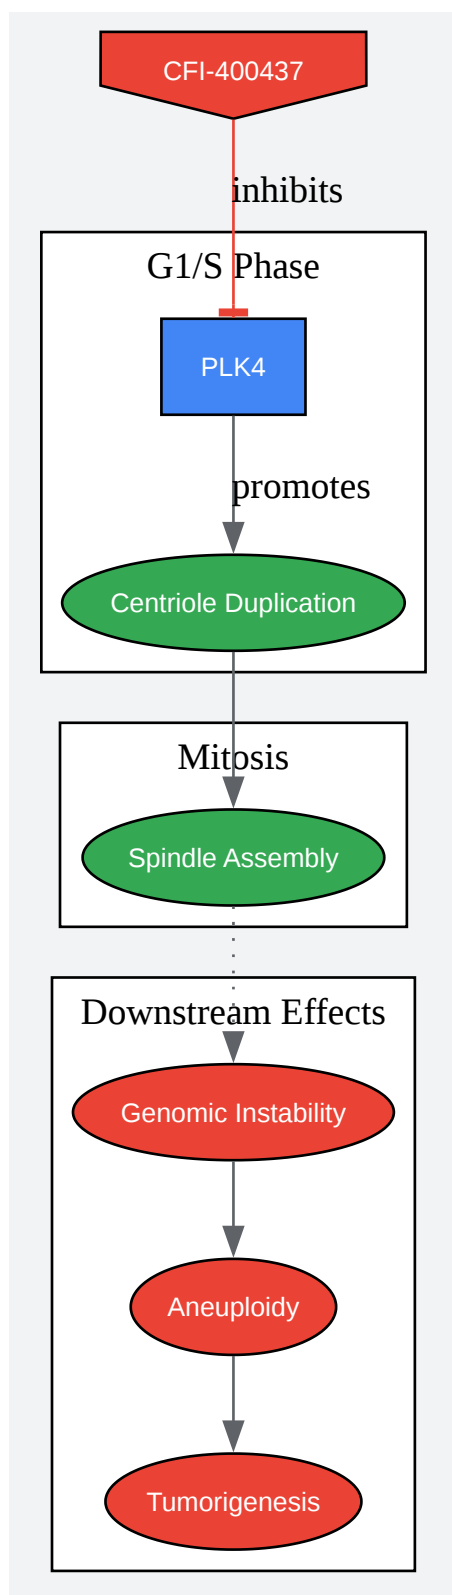 CFI-400437
inhibits
G1/S Phase
PLK4
promotes
Centriole Duplication
Mitosis
Spindle Assembly
Downstream Effects
Genomic Instability
Aneuploidy
Tumorigenesis